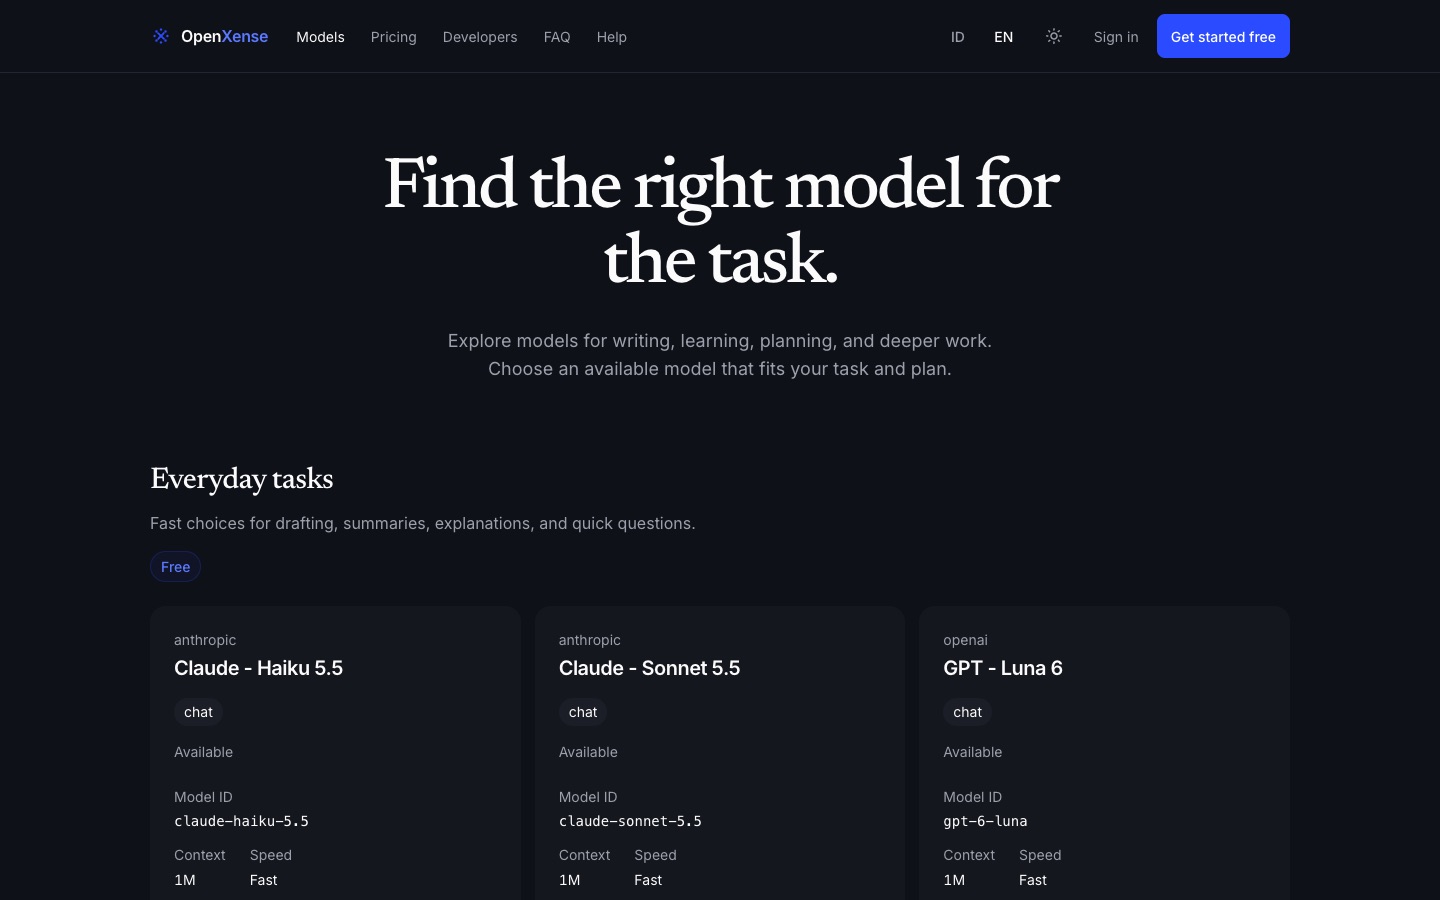 OpenXense Models Pricing Developers FAQ Help ID EN Sign in Get started free
Find the right model for
the task.
Explore models for writing, learning, planning, and deeper work.
Choose an available model that fits your task and plan.
Everyday tasks
Fast choices for drafting, summaries, explanations, and quick questions.
Free
anthropic
Claude - Haiku 5.5
chat
Available
Model ID
claude-haiku-5.5
Context Speed
1M Fast
anthropic
Claude - Sonnet 5.5
chat
Available
Model ID
claude-sonnet-5.5
Context Speed
1M Fast
openai
GPT - Luna 6
chat
Available
Model ID
gpt-6-luna
Context Speed
1M Fast